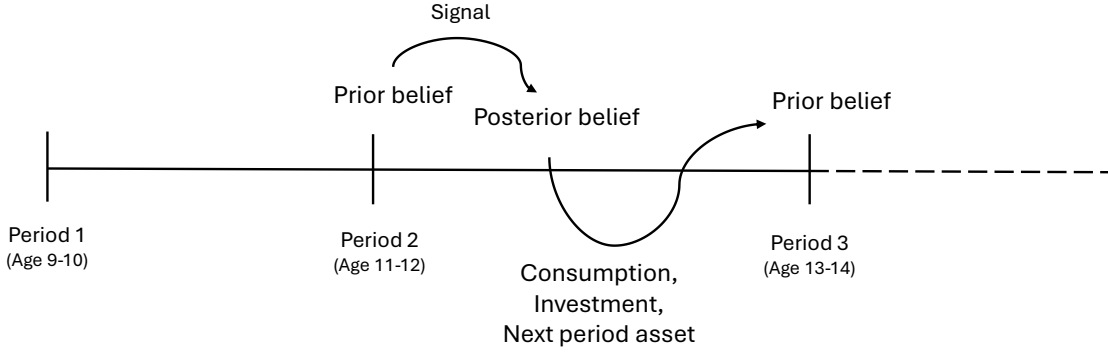 Signal
Prior belief
Posterior belief
Prior belief
Period 1
(Age 9-10)
Period 2
(Age 11-12)
Period 3
(Age 13-14)
Consumption,
Investment,
Next period asset